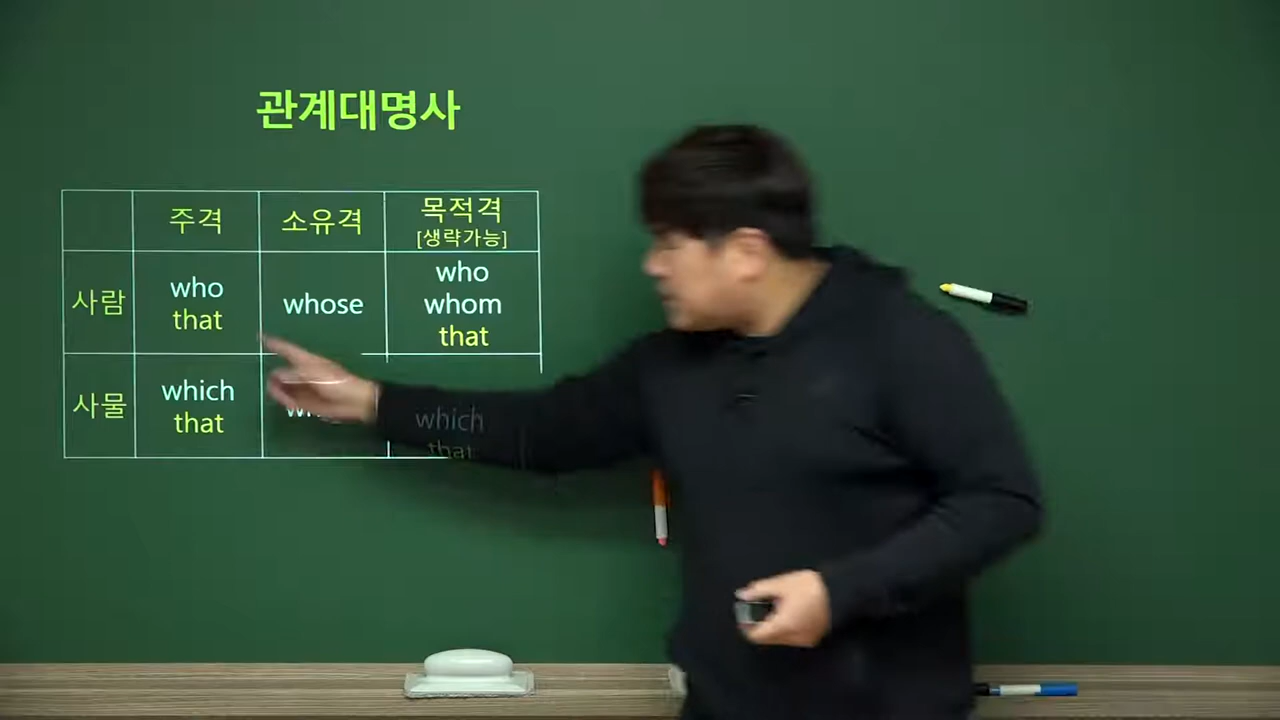 관계대명사
주격 소유격 목적격
[생략가능]
사람 who whose who
that whom
that
사물 which which
that that